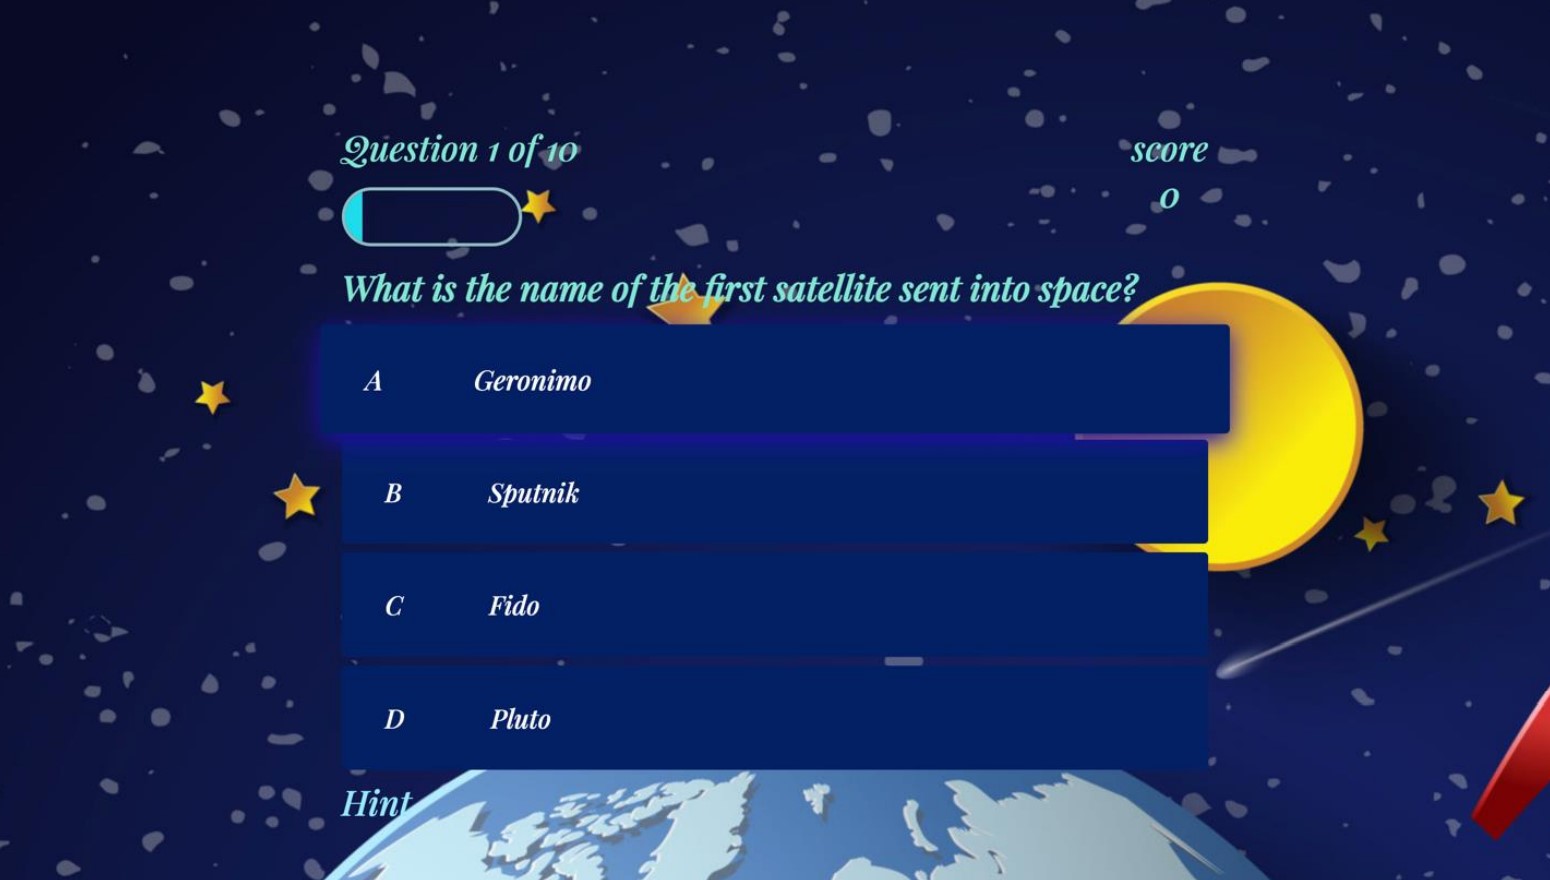 Question 1 of 10
score
0
What is the name of the first satellite sent into space?
A Geronimo
B Sputnik
C Fido
D Pluto
Hint